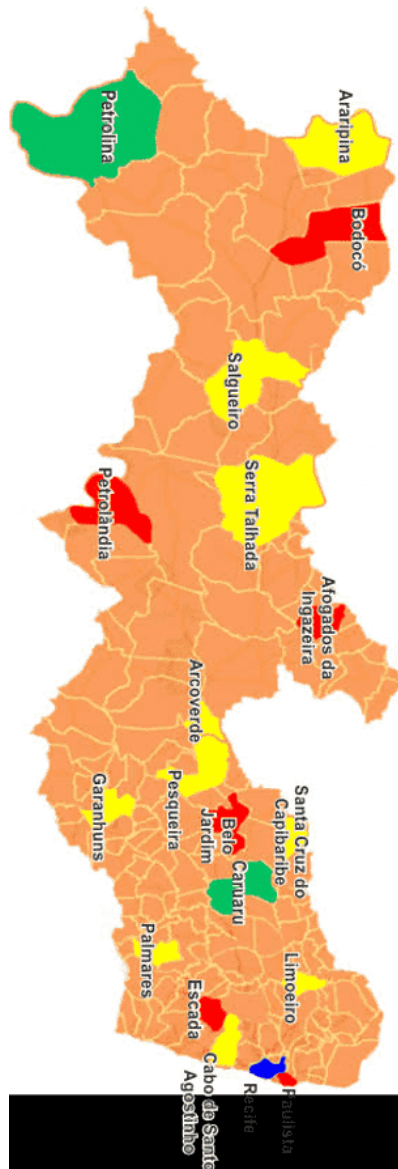 Araripina
Petrolina
Bodocó
Salgueiro
Serra Talhada
Petrolândia
Afogados da
Ingazeira
Arcoverde
Pesqueira
Garanhuns
Belo
Jardim
Santa Cruz do
Capibaribe
Caruaru
Limoeiro
Palmares
Escada
Cabo de Santo
Agostinho
Recife
Paulista